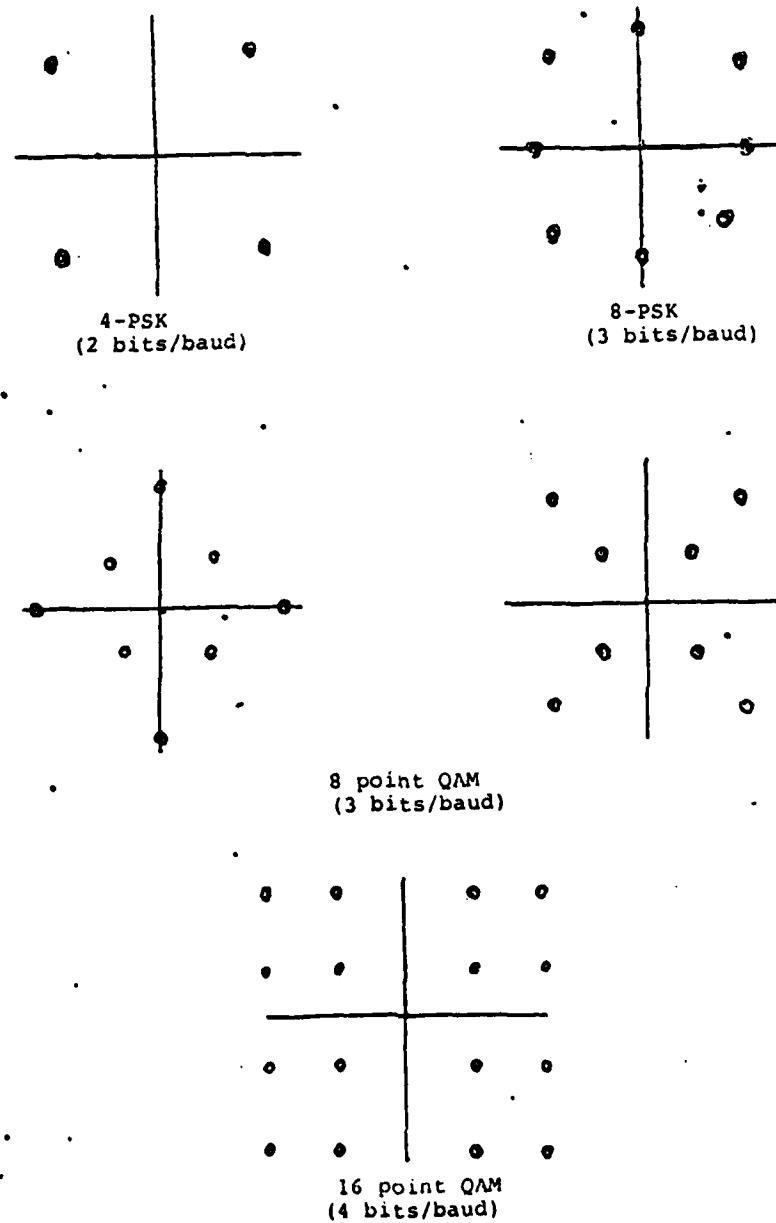 4-PSK
(2 bits/baud)
8-PSK
(3 bits/baud)
8 point QAM
(3 bits/baud)
16 point QAM
(4 bits/baud)